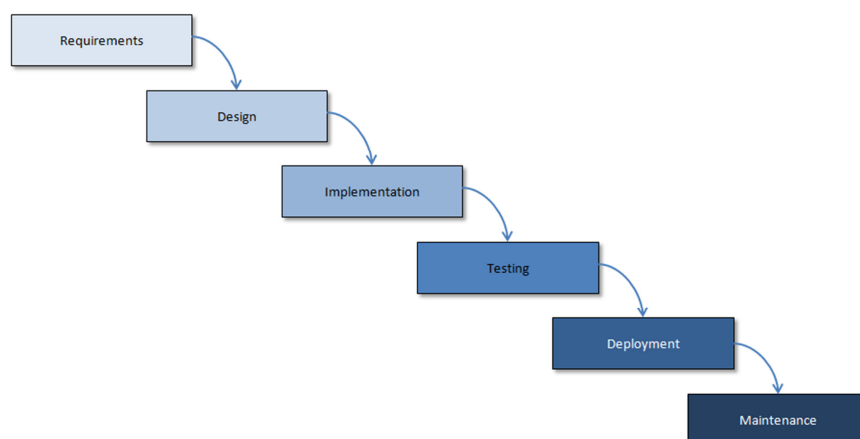 Requirements
Design
Implementation
Testing
Deployment
Maintenance